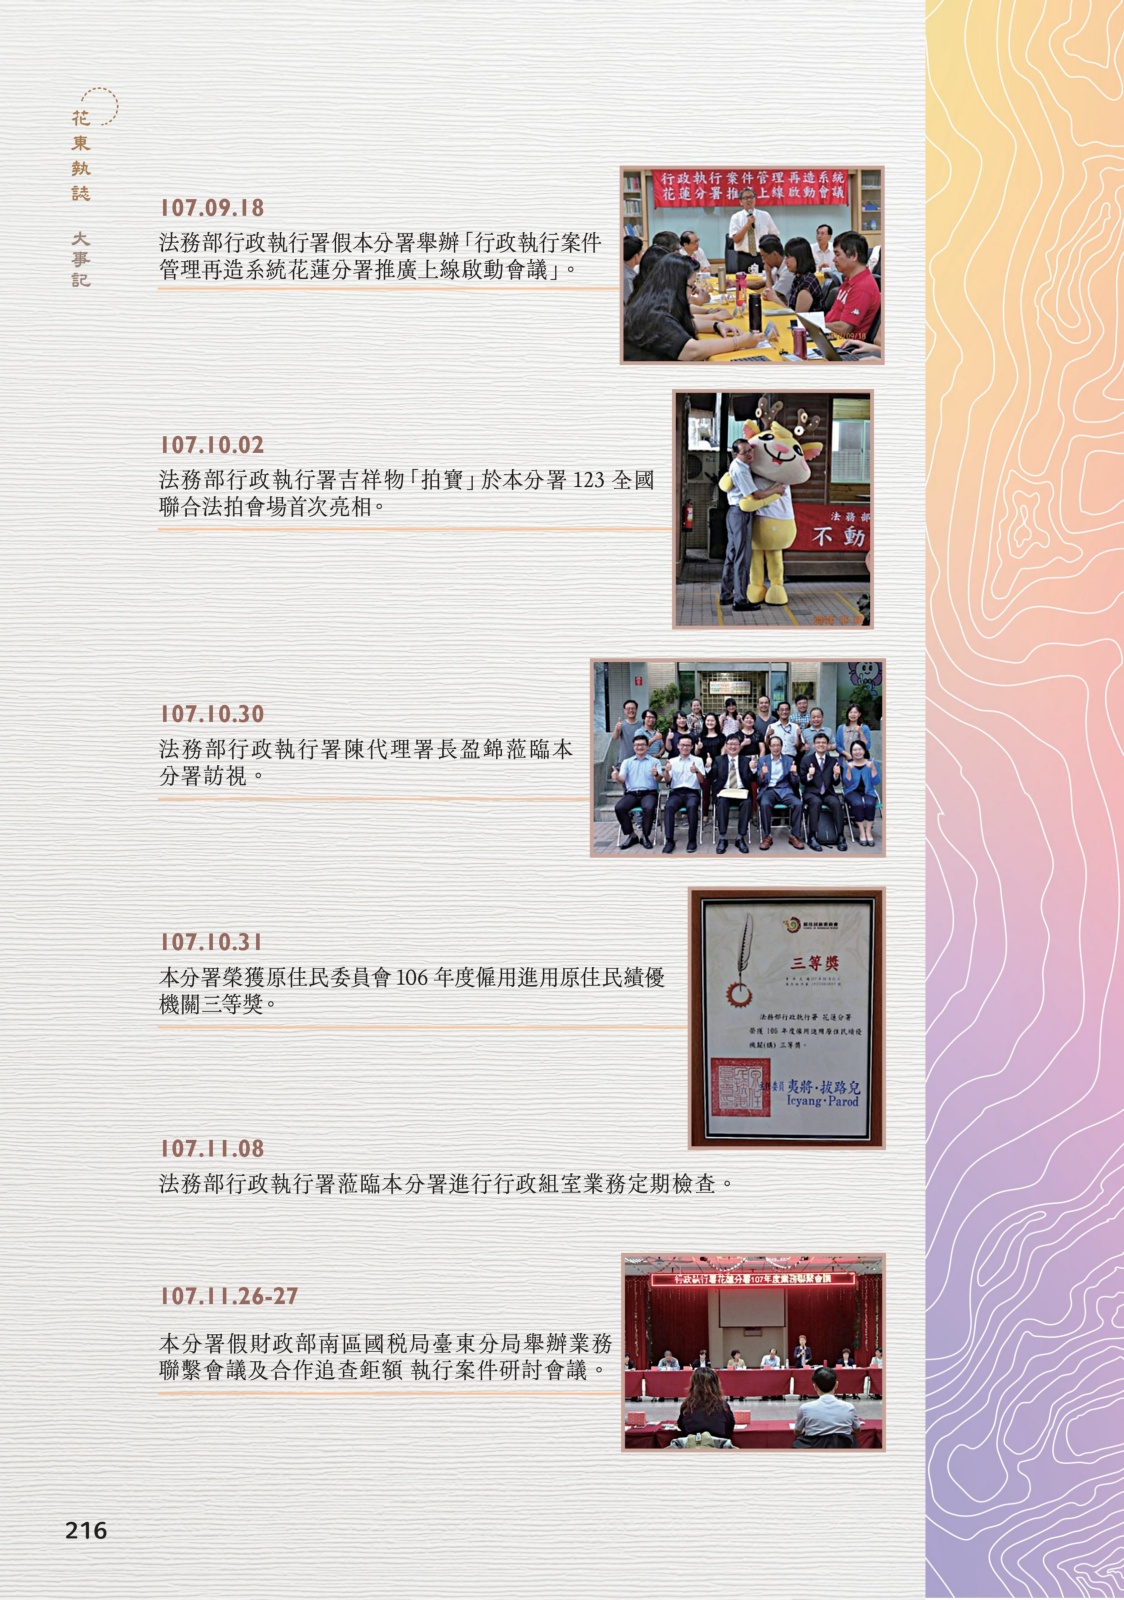 花東執誌 大事記
107.09.18
法務部行政執行署假本分署舉辦「行政執行案件
管理再造系統花蓮分署推廣上線啟動會議」。
行政執行案件管理再造系統
花蓮分署推廣上線啟動會議
107.10.02
法務部行政執行署吉祥物「拍寶」於本分署 123 全國
聯合法拍會場首次亮相。
法務部
不動
107.10.30
法務部行政執行署陳代理署長盈錦蒞臨本
分署訪視。
107.10.31
本分署榮獲原住民委員會 106 年度僱用進用原住民績優
機關三等獎。
三等獎
法務部行政執行署 花蓮分署
榮獲 106 年度僱用進用原住民績優
機關(構) 三等獎。
主任委員 夷將·拔路兒
Icyang·Parod
107.11.08
法務部行政執行署蒞臨本分署進行行政組室業務定期檢查。
107.11.26-27
本分署假財政部南區國稅局臺東分局舉辦業務
聯繫會議及合作追查鉅額 執行案件研討會議。
行政執行署花蓮分署107年度業務聯繫會議
216